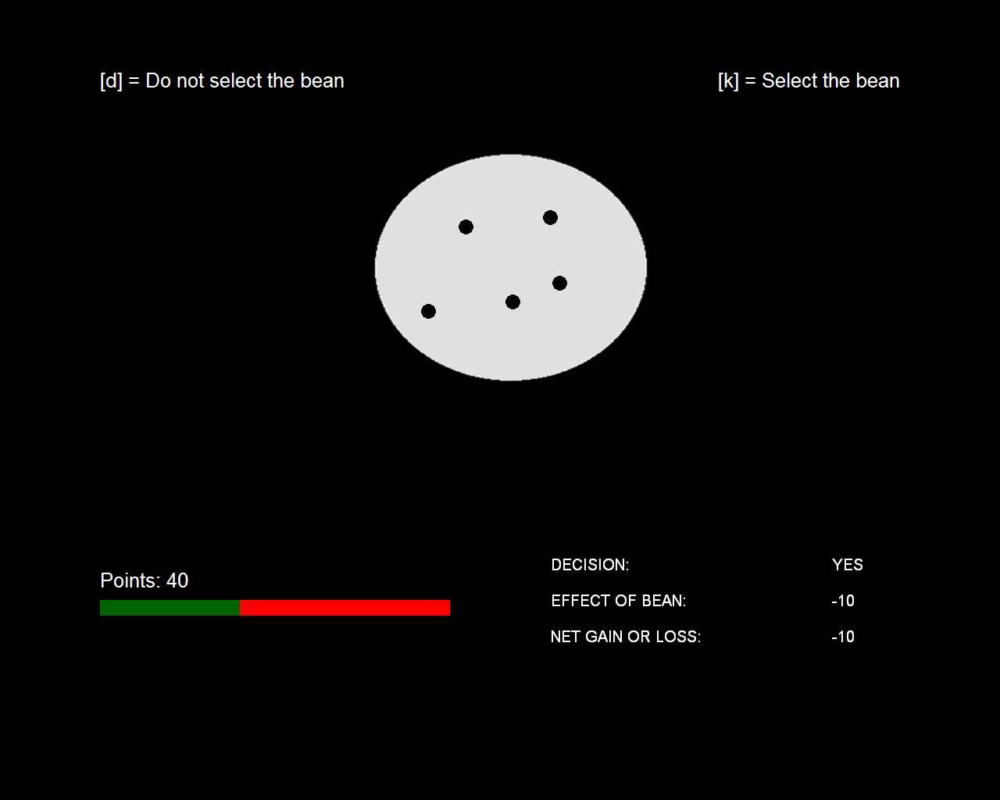 [d] = Do not select the bean
[k] = Select the bean
Points: 40
DECISION: YES
EFFECT OF BEAN: -10
NET GAIN OR LOSS: -10